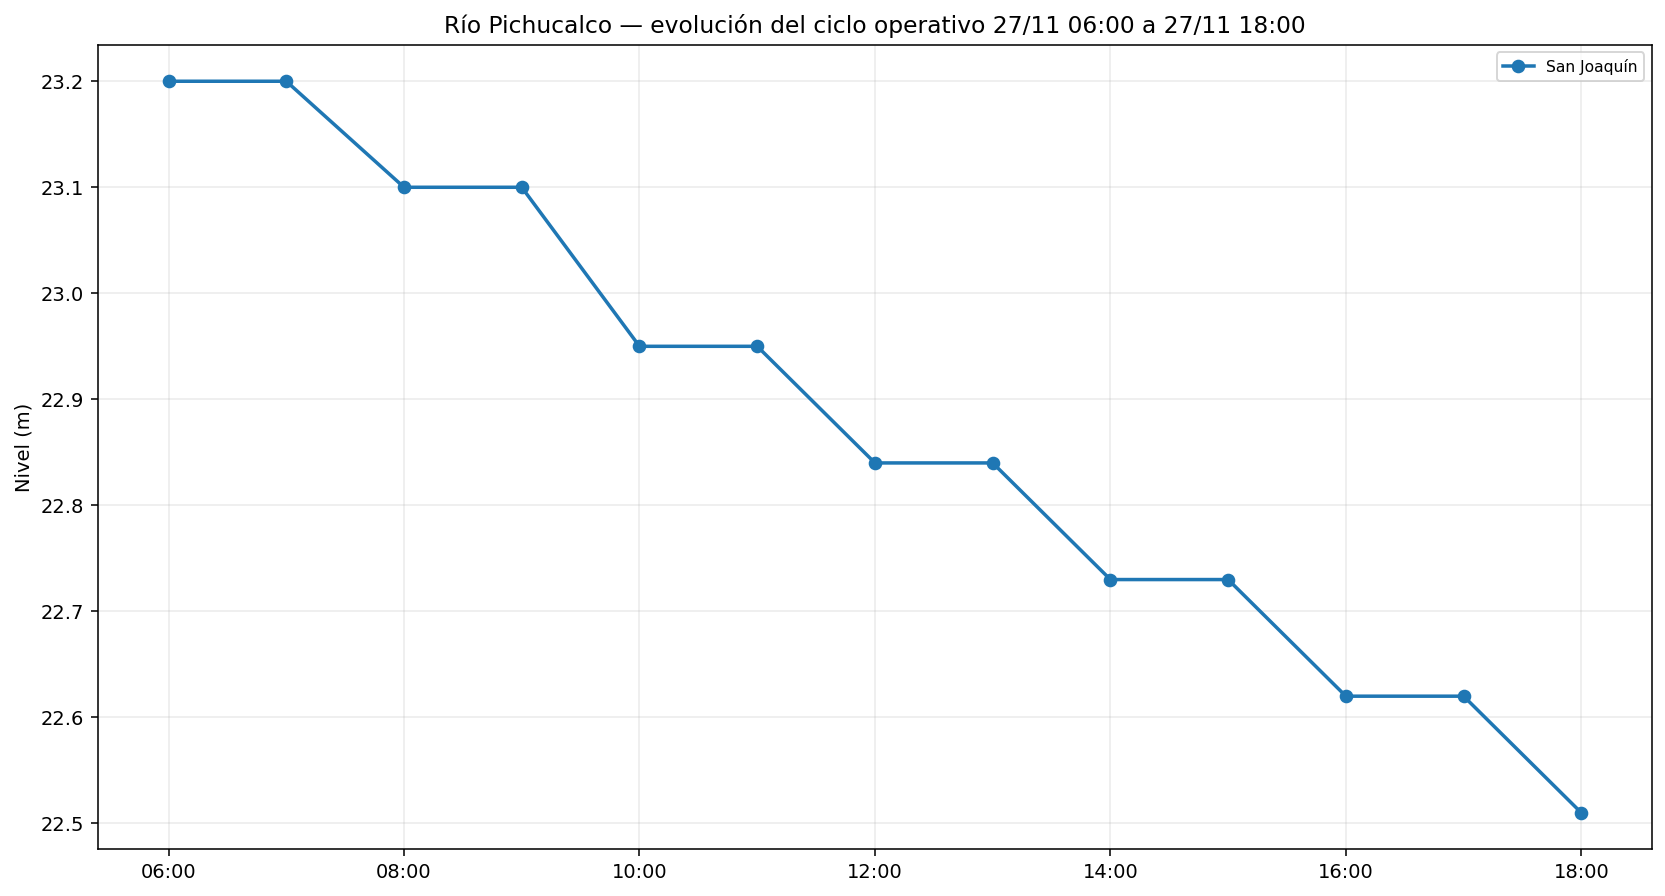 Río Pichucalco — evolución del ciclo operativo 27/11 06:00 a 27/11 18:00
San Joaquín
Nivel (m)
23.2
23.1
23.0
22.9
22.8
22.7
22.6
22.5
06:00 08:00 10:00 12:00 14:00 16:00 18:00